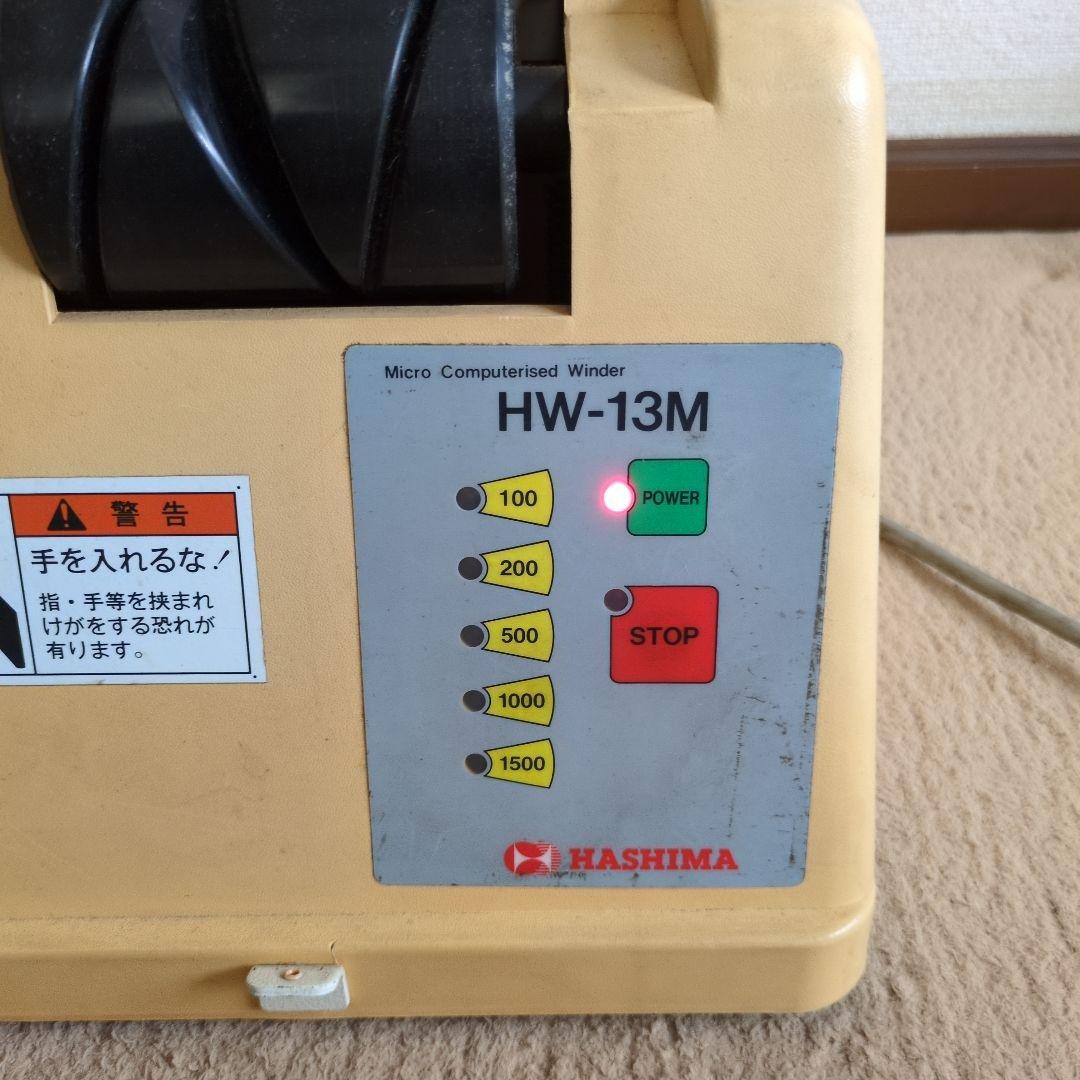 Micro Computerised Winder
HW-13M
100
POWER
200
500
STOP
1000
1500
HASHIMA
警告
手を入れるな!
指・手等を挟まれ
けがをする恐れが
有ります。